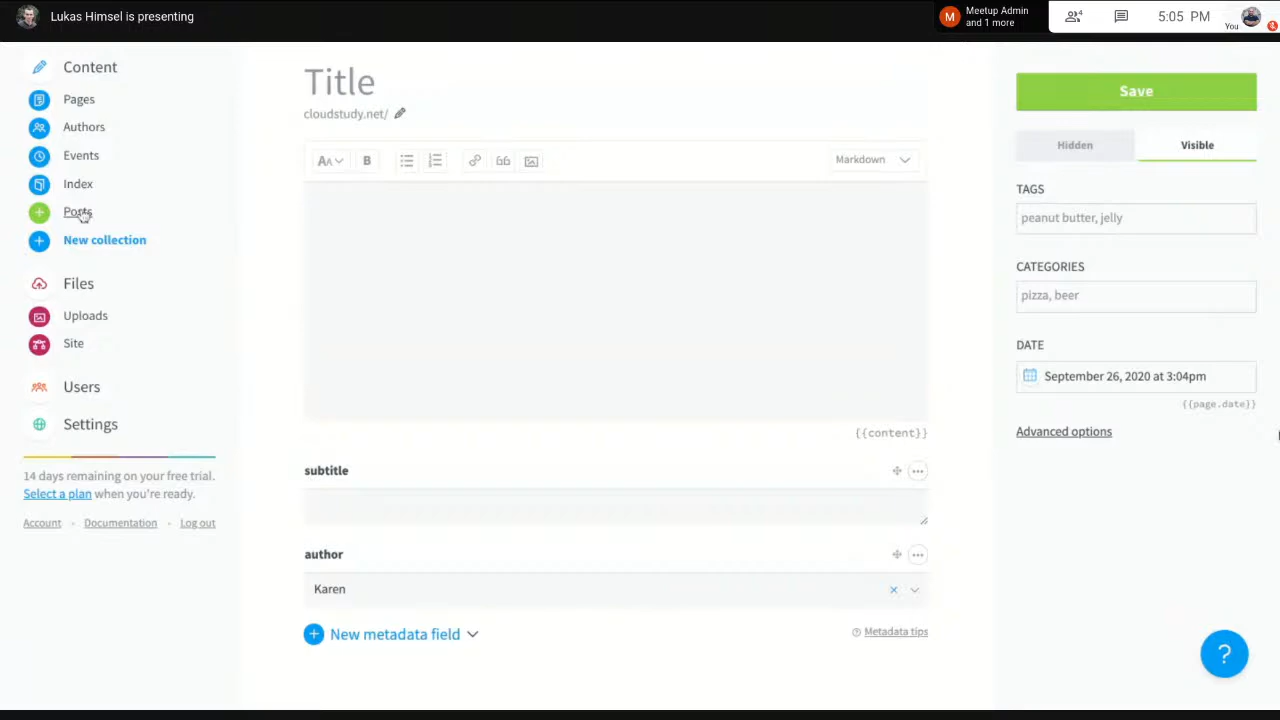 Lukas Himsel is presenting
M
Meetup Admin
and 1 more
4
5:05 PM
You
Content
Pages
Authors
Events
Index
Posts
New collection
Files
Uploads
Site
Users
Settings
14 days remaining on your free trial.
Select a plan when you're ready.
Account • Documentation • Log out
Title
cloudstudy.net/
AA
B
Markdown
{{content}}
subtitle
author
Karen
New metadata field
Metadata tips
Save
Hidden
Visible
TAGS
peanut butter, jelly
CATEGORIES
pizza, beer
DATE
September 26, 2020 at 3:04pm
{{page.date}}
Advanced options
?